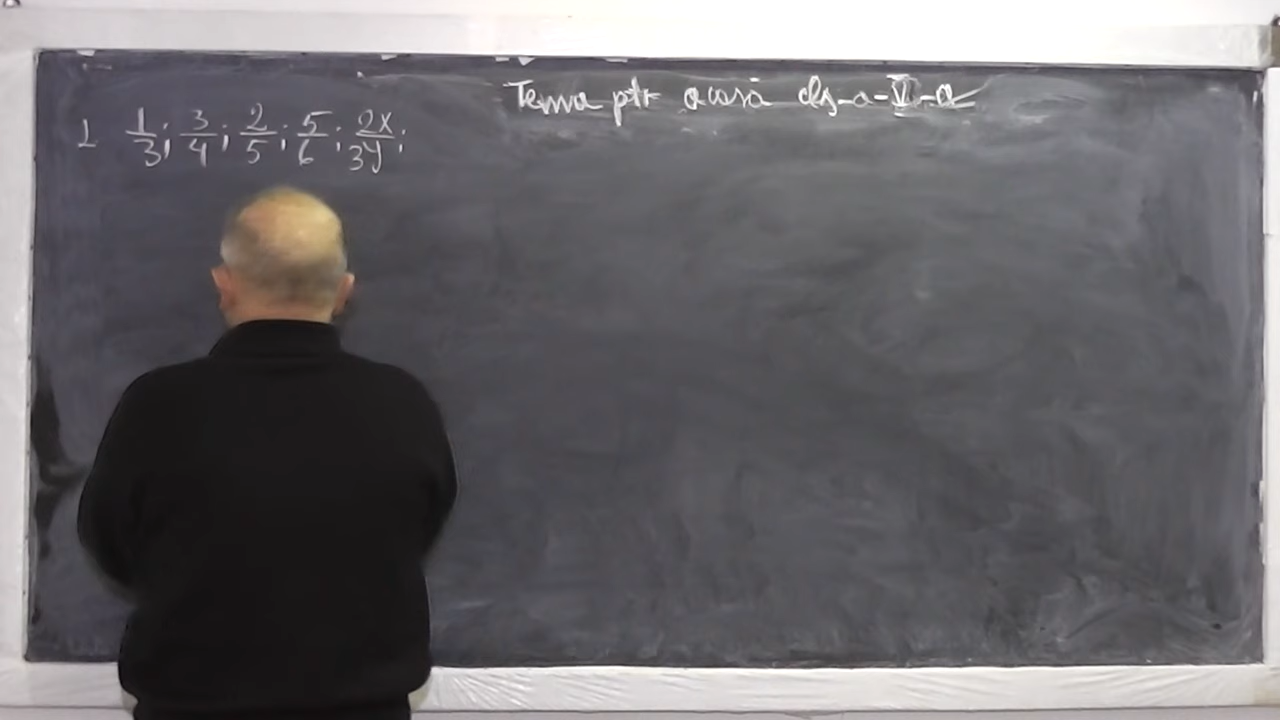 Tema ptr acasă cls-a-V-a
1 1/3; 3/4; 2/5; 5/6; 2x/3y;